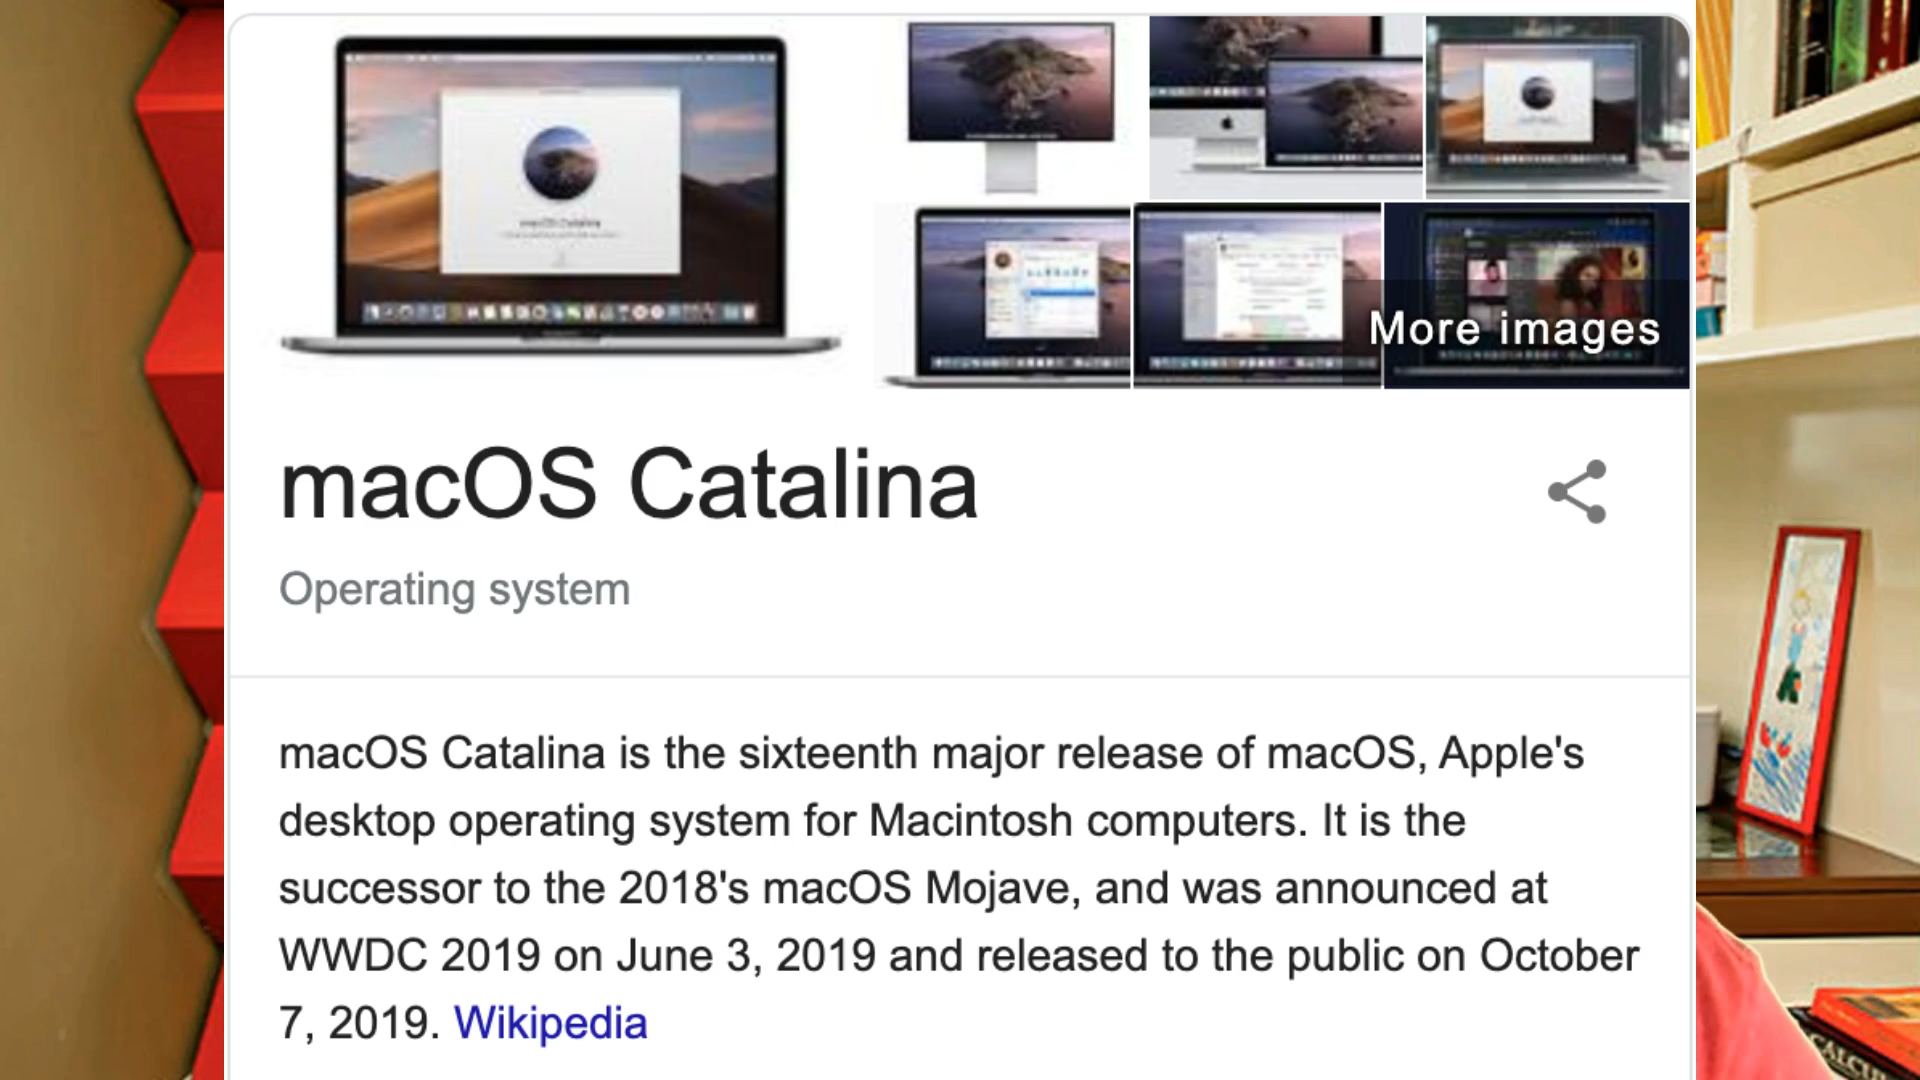 More images
macOS Catalina
Operating system
macOS Catalina is the sixteenth major release of macOS, Apple's
desktop operating system for Macintosh computers. It is the
successor to the 2018's macOS Mojave, and was announced at
WWDC 2019 on June 3, 2019 and released to the public on October
7, 2019. Wikipedia